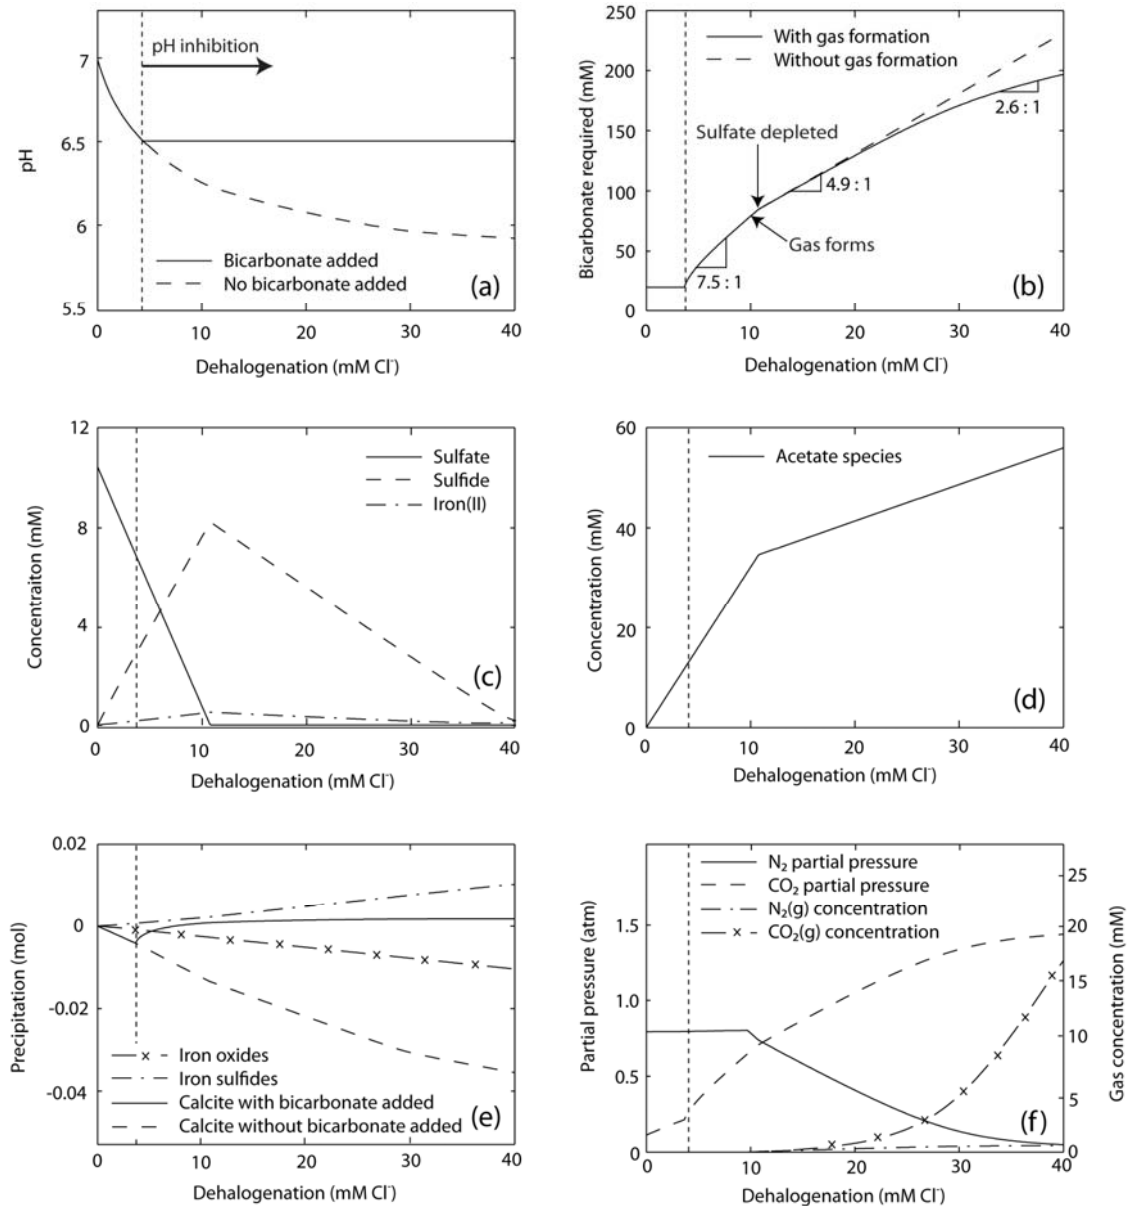 7
6.5
6
5.5
pH
pH inhibition
Bicarbonate added
No bicarbonate added
(a)
0
10
20
30
40
Dehalogenation (mM Cl⁻)
250
200
150
100
50
0
Bicarbonate required (mM)
With gas formation
Without gas formation
2.6 : 1
Sulfate depleted
4.9 : 1
Gas forms
7.5 : 1
(b)
0
10
20
30
40
Dehalogenation (mM Cl⁻)
12
8
4
0
Concentraiton (mM)
Sulfate
Sulfide
Iron(II)
(c)
0
10
20
30
40
Dehalogenation (mM Cl⁻)
60
40
20
0
Concentration (mM)
Acetate species
(d)
0
10
20
30
40
Dehalogenation (mM Cl⁻)
0.02
0
-0.02
-0.04
Precipitation (mol)
Iron oxides
Iron sulfides
Calcite with bicarbonate added
Calcite without bicarbonate added
(e)
0
10
20
30
40
Dehalogenation (mM Cl⁻)
1.5
1.0
0.5
0
Partial pressure (atm)
N₂ partial pressure
CO₂ partial pressure
N₂(g) concentration
CO₂(g) concentration
(f)
25
20
15
10
5
0
Gas concentration (mM)
0
10
20
30
40
Dehalogenation (mM Cl⁻)